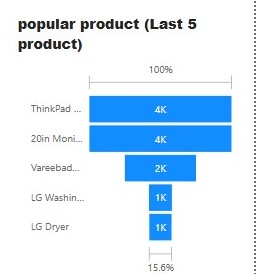 popular product (Last 5
product)
100%
ThinkPad ... 4K
20in Moni... 4K
Vareebad... 2K
LG Washin... 1K
LG Dryer 1K
15.6%